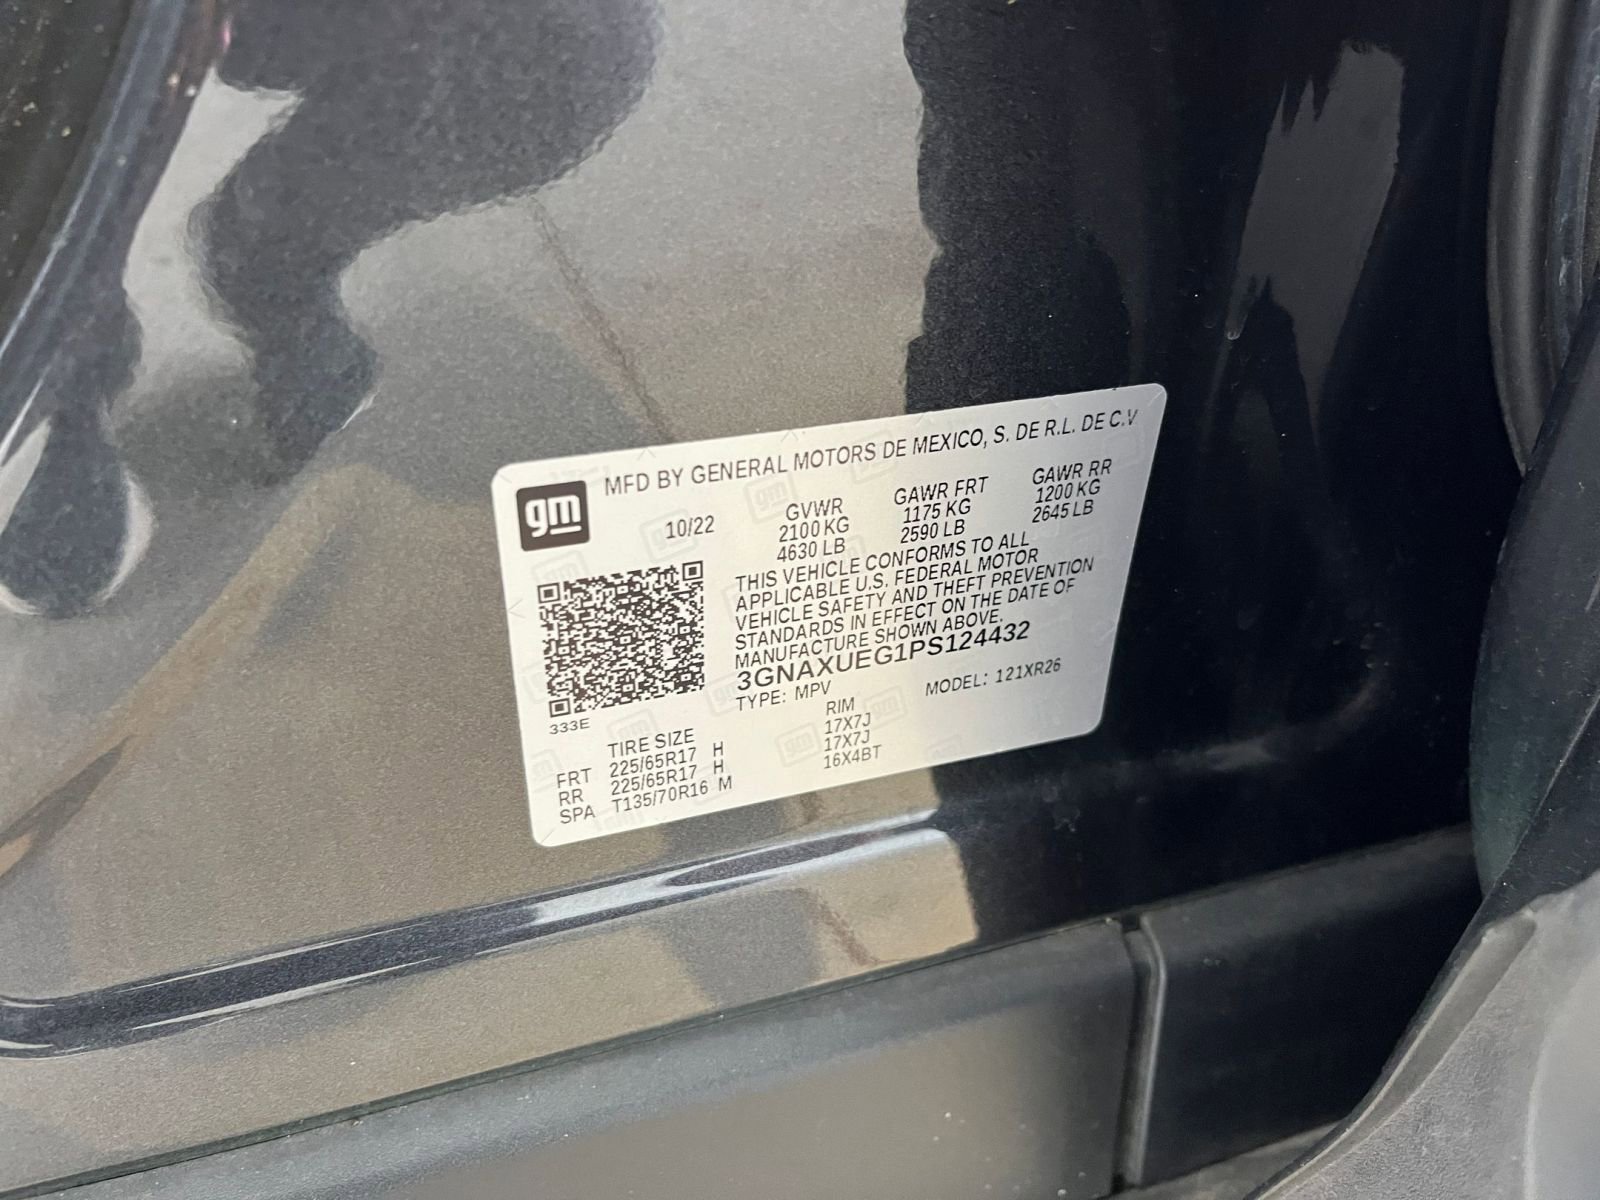 MFD BY GENERAL MOTORS DE MEXICO, S. DE R.L. DE C.V
gm
10/22
GVWR GAWR FRT GAWR RR
2100 KG 1175 KG 1200 KG
4630 LB 2590 LB 2645 LB
THIS VEHICLE CONFORMS TO ALL
APPLICABLE U.S. FEDERAL MOTOR
VEHICLE SAFETY AND THEFT PREVENTION
STANDARDS IN EFFECT ON THE DATE OF
MANUFACTURE SHOWN ABOVE.
3GNAXUEG1PS124432
TYPE: MPV MODEL: 121XR26
333E
TIRE SIZE RIM
FRT 225/65R17 H 17X7J
RR 225/65R17 H 17X7J
SPA T135/70R16 M 16X4BT